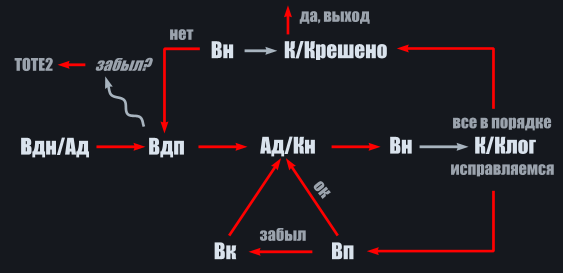 да, выход
нет
Вн
К/Крешено
TOTE2
забыл?
все в порядке
Вдн/Ад
Вдп
Ад/Кн
Вн
К/Клог
исправляемся
ок
забыл
Вк
Вп